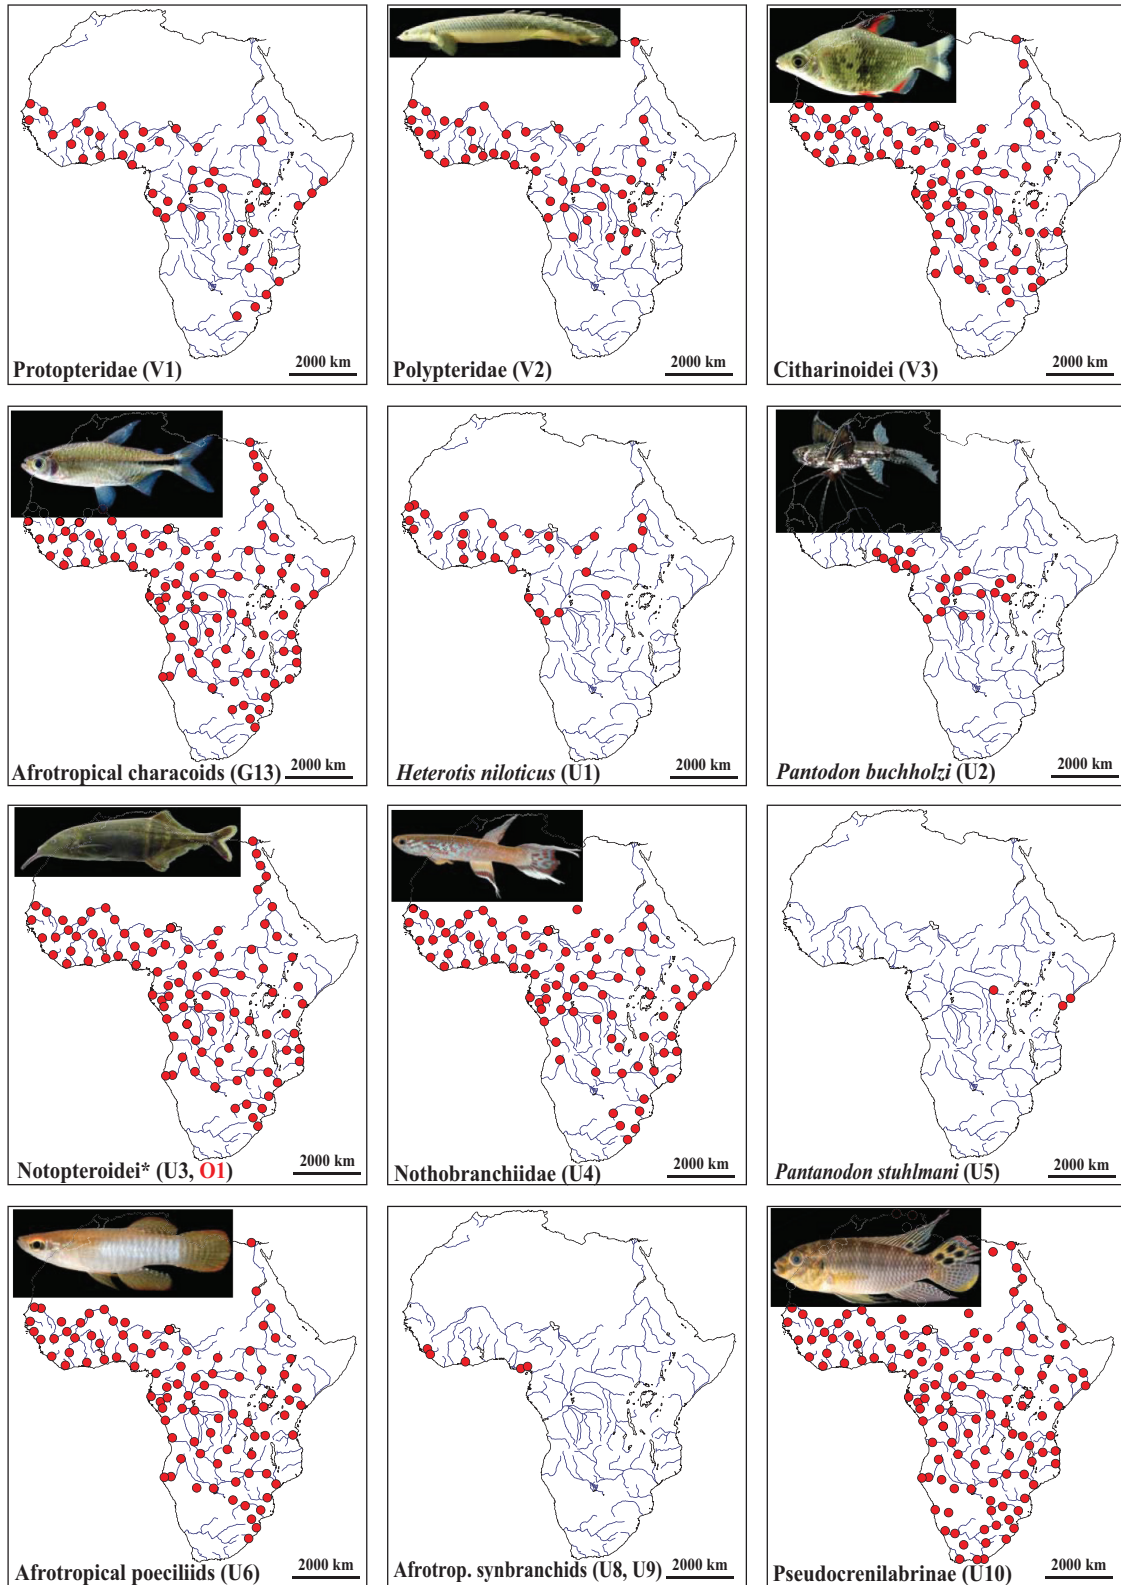 2000 km
Protopteridae (V1)
2000 km
Polypteridae (V2)
2000 km
Citharinoidei (V3)
2000 km
Afrotropical characoids (G13)
2000 km
Heterotis niloticus (U1)
2000 km
Pantodon buchholzi (U2)
2000 km
Notopteroidei* (U3, O1)
2000 km
Nothobranchiidae (U4)
2000 km
Pantanodon stuhlmani (U5)
2000 km
Afrotropical poeciliids (U6)
2000 km
Afrotrop. synbranchids (U8, U9)
2000 km
Pseudocrenilabrinae (U10)